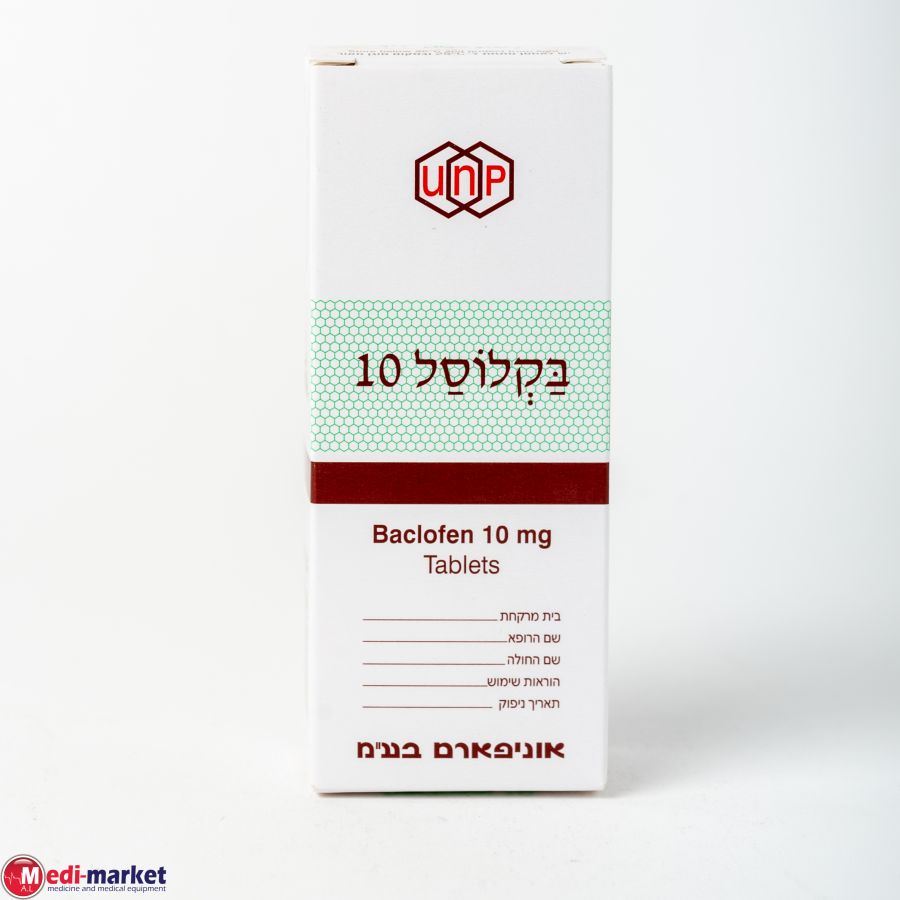 unp
בַּקְלוֹסַל 10
Baclofen 10 mg
Tablets
בית מרקחת
שם הרופא
שם החולה
הוראות שימוש
תאריך ניפוק
אוניפארם בע"מ
Medi-market
A.L
medicine and medical equipment